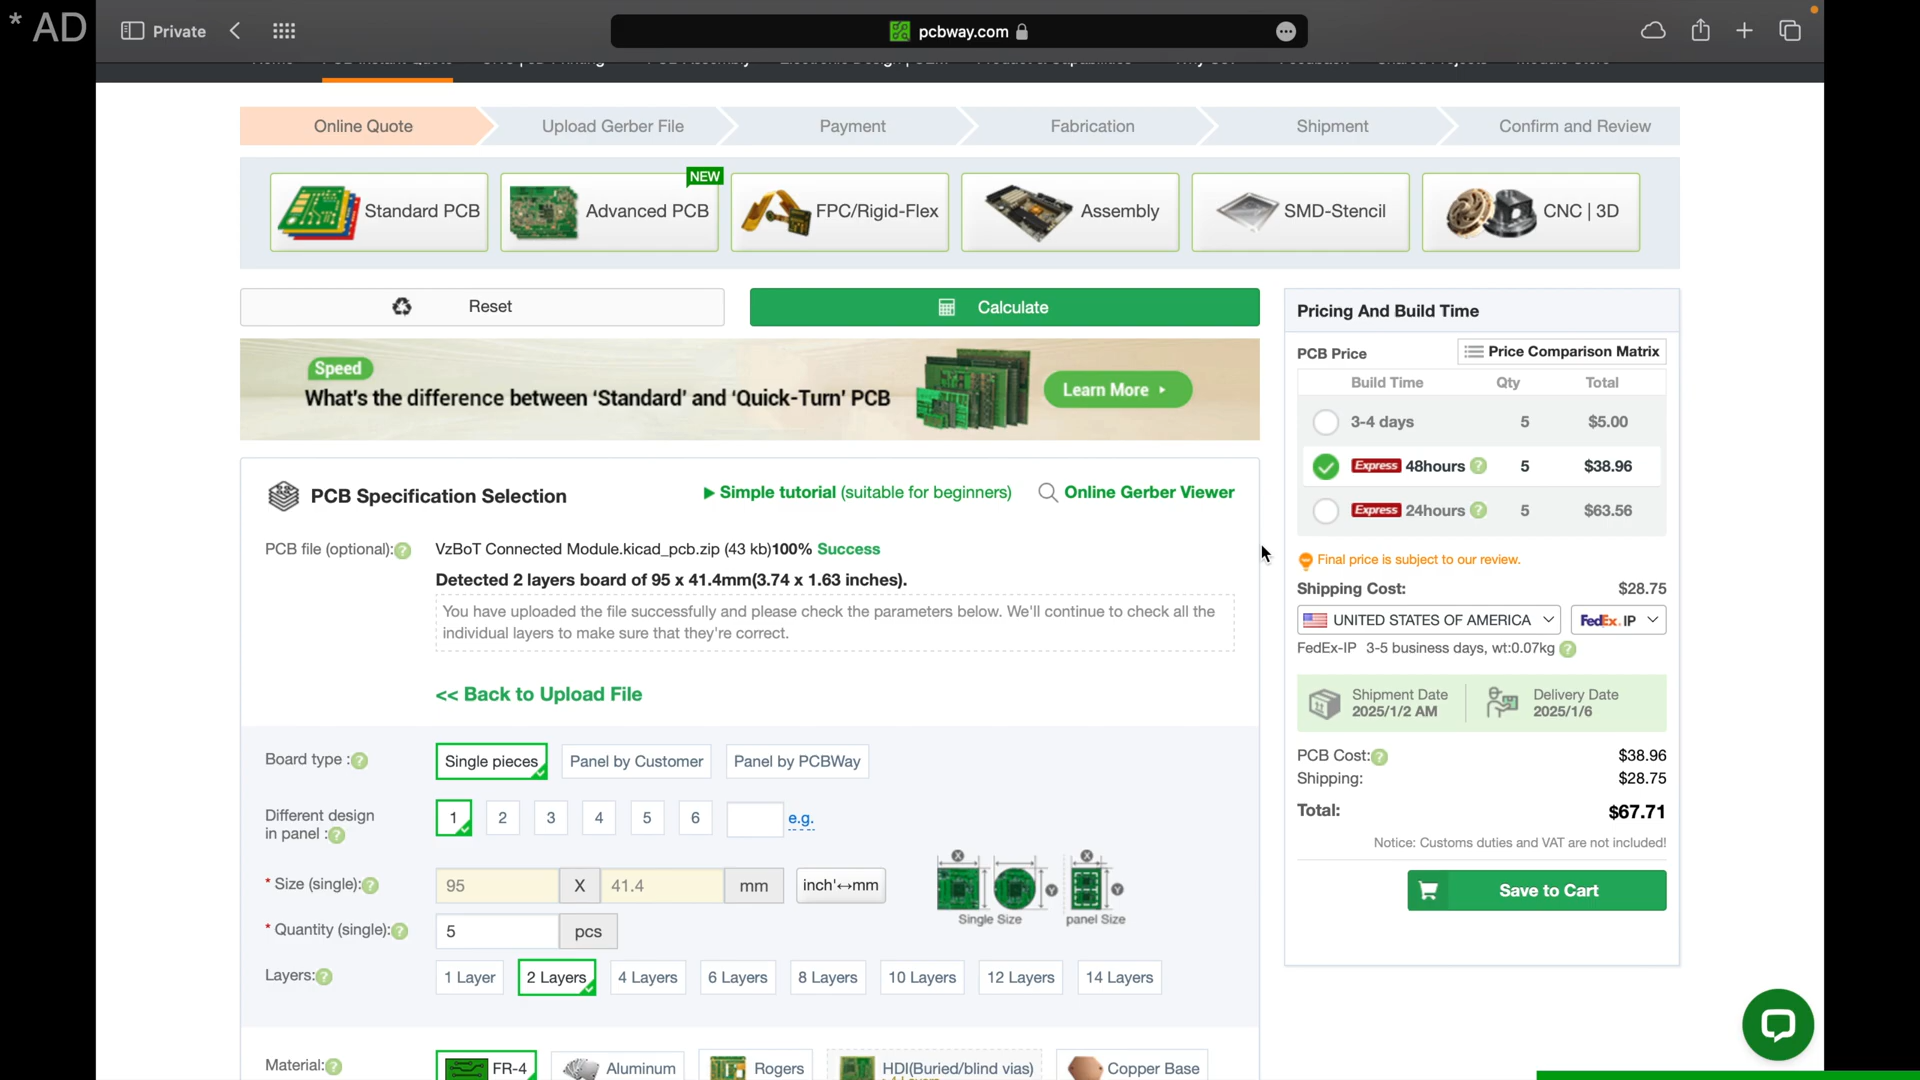 * AD
Private
pcbway.com
Online Quote
Upload Gerber File
Payment
Fabrication
Shipment
Confirm and Review
NEW
Standard PCB
Advanced PCB
FPC/Rigid-Flex
Assembly
SMD-Stencil
CNC | 3D
Reset
Calculate
Speed
What's the difference between 'Standard' and 'Quick-Turn' PCB
Learn More
PCB Specification Selection
Simple tutorial (suitable for beginners)
Online Gerber Viewer
PCB file (optional):?
VzBoT Connected Module.kicad_pcb.zip (43 kb)100% Success
Detected 2 layers board of 95 x 41.4mm(3.74 x 1.63 inches).
You have uploaded the file successfully and please check the parameters below. We'll continue to check all the
individual layers to make sure that they're correct.
<< Back to Upload File
Board type :?
Single pieces
Panel by Customer
Panel by PCBWay
Different design
in panel :?
1 2 3 4 5 6 e.g.
* Size (single):?
95 X 41.4 mm inch'↔mm
X X
Y Y
Single Size panel Size
* Quantity (single):?
5 pcs
Layers:?
1 Layer 2 Layers 4 Layers 6 Layers 8 Layers 10 Layers 12 Layers 14 Layers
Material:?
FR-4 Aluminum Rogers HDI(Buried/blind vias) Copper Base
Pricing And Build Time
PCB Price
Price Comparison Matrix
Build Time Qty Total
3-4 days 5 $5.00
Express 48hours ? 5 $38.96
Express 24hours ? 5 $63.56
Final price is subject to our review.
Shipping Cost: $28.75
UNITED STATES OF AMERICA FedEx. IP
FedEx-IP 3-5 business days, wt:0.07kg ?
Shipment Date
2025/1/2 AM
Delivery Date
2025/1/6
PCB Cost:? $38.96
Shipping: $28.75
Total: $67.71
Notice: Customs duties and VAT are not included!
Save to Cart